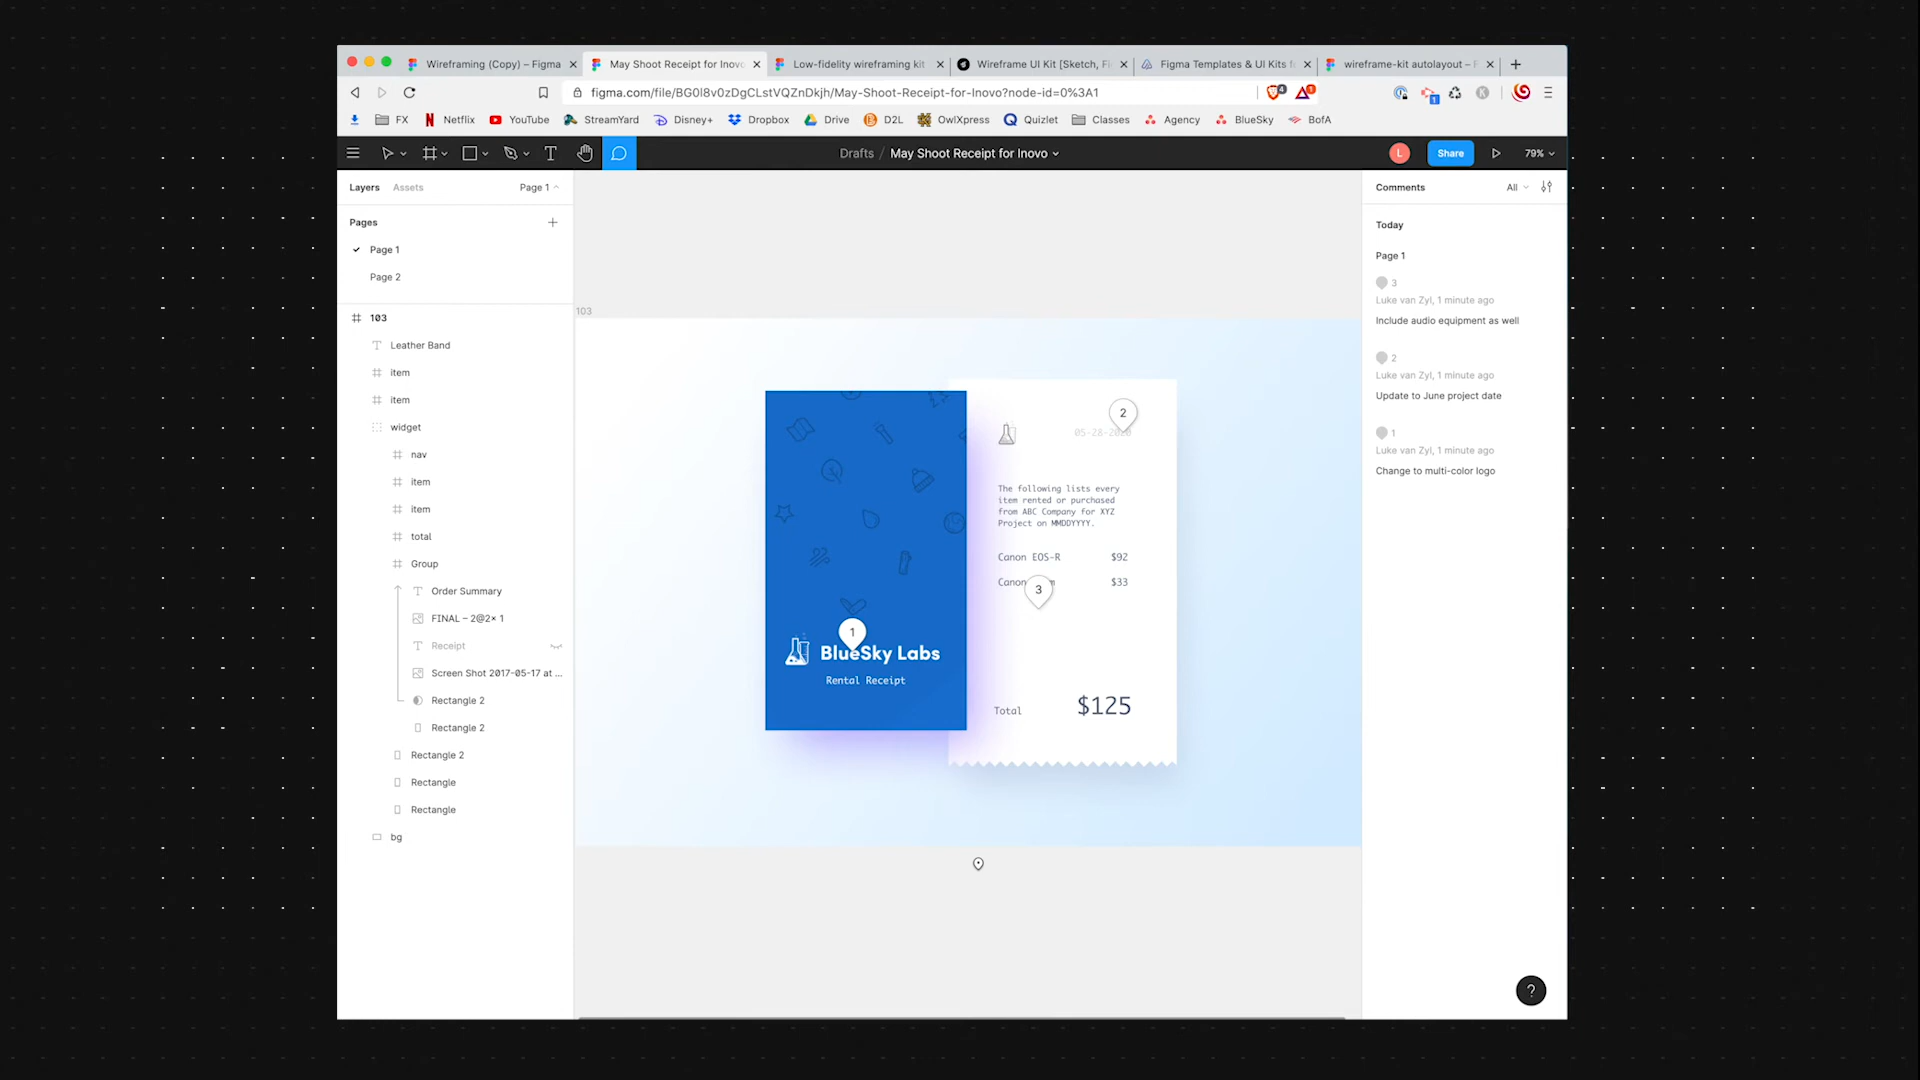 Wireframing (Copy) – Figma
May Shoot Receipt for Inovo
Low-fidelity wireframing kit
Wireframe UI Kit [Sketch, Fi
Figma Templates & UI Kits fo
wireframe-kit autolayout – F
figma.com/file/BG0I8v0zDgCLstVQZnDkjh/May-Shoot-Receipt-for-Inovo?node-id=0%3A1
4
1
1
K
FX
Netflix
YouTube
StreamYard
Disney+
Dropbox
Drive
D2L
OwlXpress
Quizlet
Classes
Agency
BlueSky
BofA
Drafts / May Shoot Receipt for Inovo
L
Share
79%
Layers
Assets
Page 1
Pages
Page 1
Page 2
103
Leather Band
item
item
widget
nav
item
item
total
Group
Order Summary
FINAL – 2@2x 1
Receipt
Screen Shot 2017-05-17 at ...
Rectangle 2
Rectangle 2
Rectangle 2
Rectangle
Rectangle
bg
103
1
BlueSky Labs
Rental Receipt
2
05-28-2020
The following lists every
item rented or purchased
from ABC Company for XYZ
Project on MMDDYYYY.
Canon EOS-R $92
Canon $33
3
Total $125
Comments
All
Today
Page 1
3
Luke van Zyl, 1 minute ago
Include audio equipment as well
2
Luke van Zyl, 1 minute ago
Update to June project date
1
Luke van Zyl, 1 minute ago
Change to multi-color logo
?